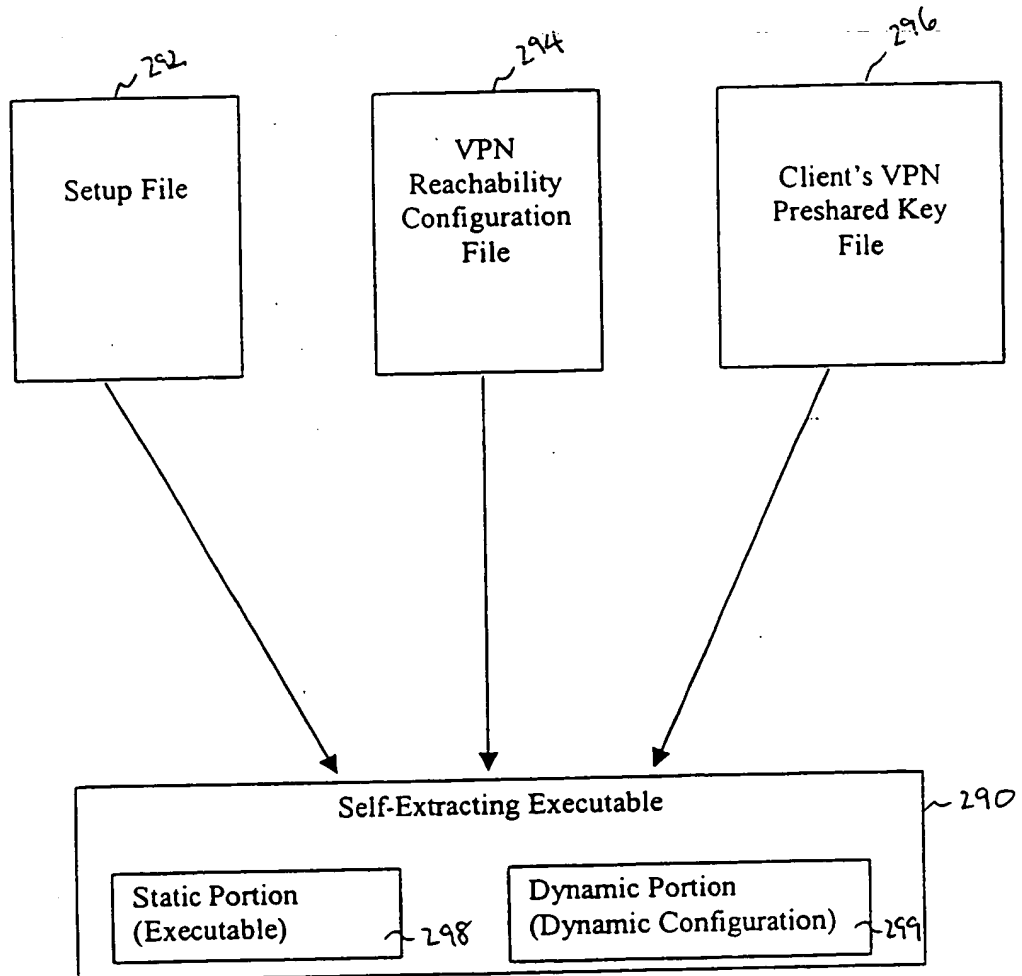 292
294
296
Setup File
VPN
Reachability
Configuration
File
Client's VPN
Preshared Key
File
Self-Extracting Executable
290
Static Portion
(Executable)
298
Dynamic Portion
(Dynamic Configuration)
299